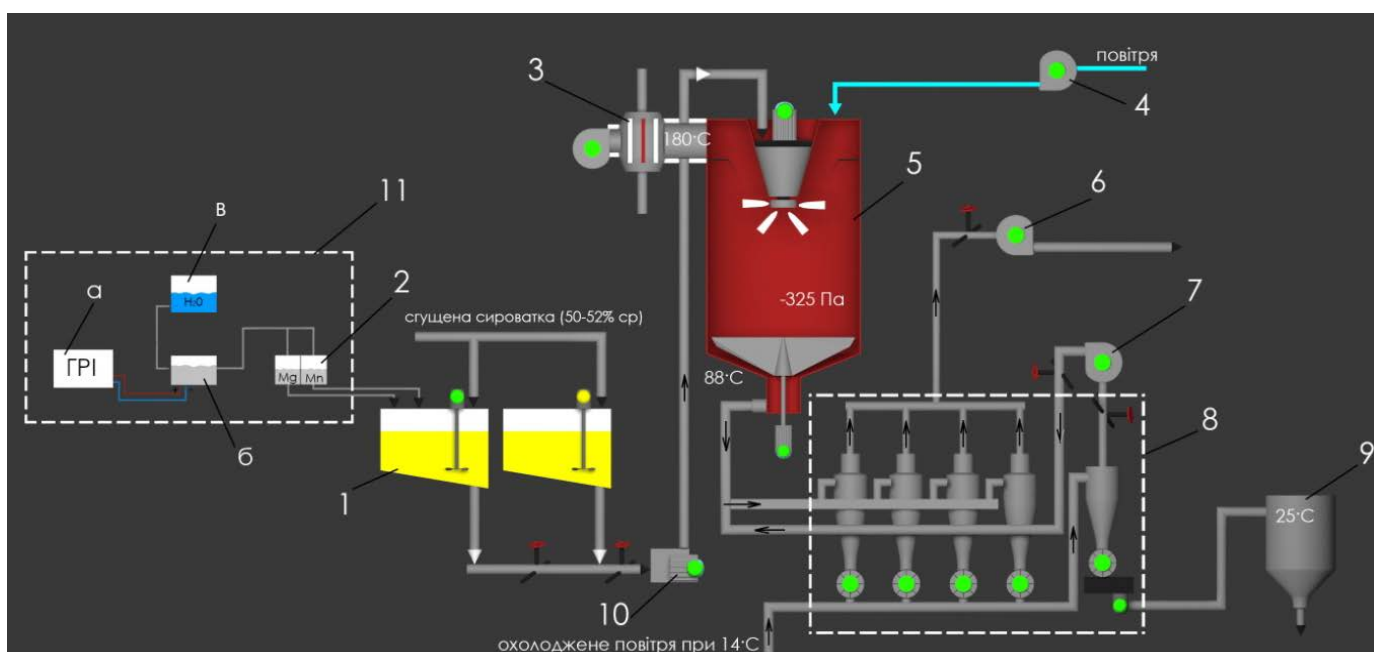 повітря
3
4
180·C
5
11
в
6
а
2
H₂O
сгущена сироватка (50-52% ср)
-325 Па
7
ГРІ
Mg
Mn
88·C
8
б
9
1
25·C
10
охолоджене повітря при 14·C